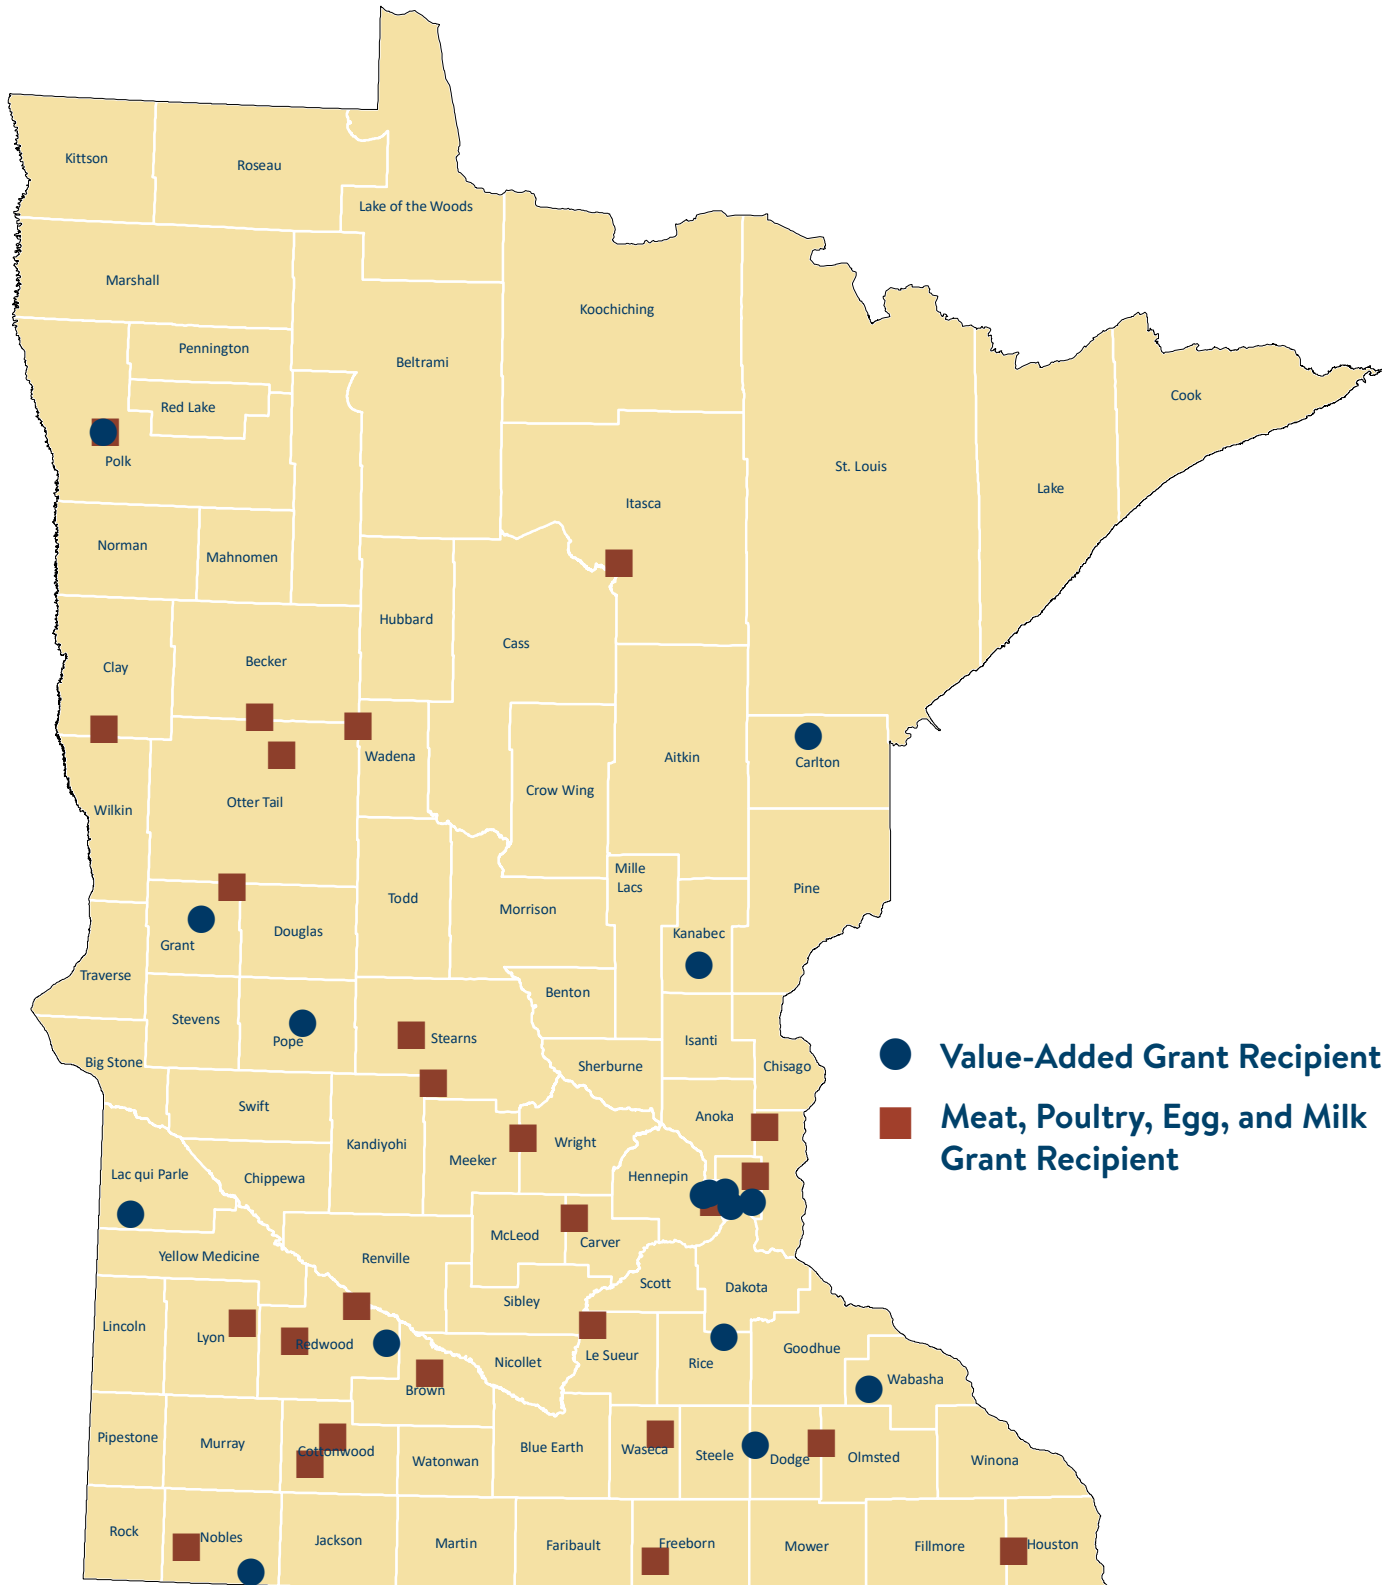 Kittson
Roseau
Lake of the Woods
Marshall
Koochiching
Pennington
Beltrami
Red Lake
Cook
Polk
St. Louis
Lake
Itasca
Norman
Mahnomen
Hubbard
Cass
Clay
Becker
Wadena
Aitkin
Carlton
Crow Wing
Otter Tail
Wilkin
Mille
Lacs
Pine
Todd
Morrison
Kanabec
Grant
Douglas
Traverse
Benton
Stevens
Pope
Stearns
Isanti
Big Stone
Sherburne
Chisago
Value-Added Grant Recipient
Swift
Anoka
Meat, Poultry, Egg, and Milk
Grant Recipient
Kandiyohi
Wright
Meeker
Lac qui Parle
Chippewa
Hennepin
McLeod
Carver
Yellow Medicine
Renville
Scott
Dakota
Sibley
Lincoln
Lyon
Redwood
Nicollet
Le Sueur
Rice
Goodhue
Wabasha
Brown
Pipestone
Murray
Cottonwood
Watonwan
Blue Earth
Waseca
Steele
Dodge
Olmsted
Winona
Rock
Nobles
Jackson
Martin
Faribault
Freeborn
Mower
Fillmore
Houston